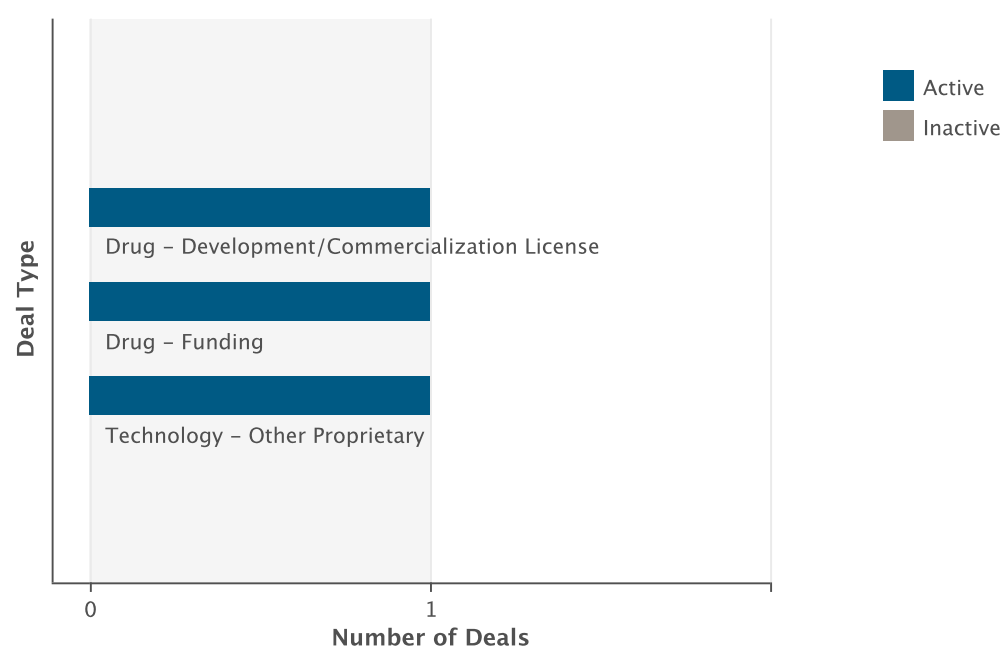 Active
Inactive
Deal Type
Drug – Development/Commercialization License
Drug – Funding
Technology – Other Proprietary
0
1
Number of Deals